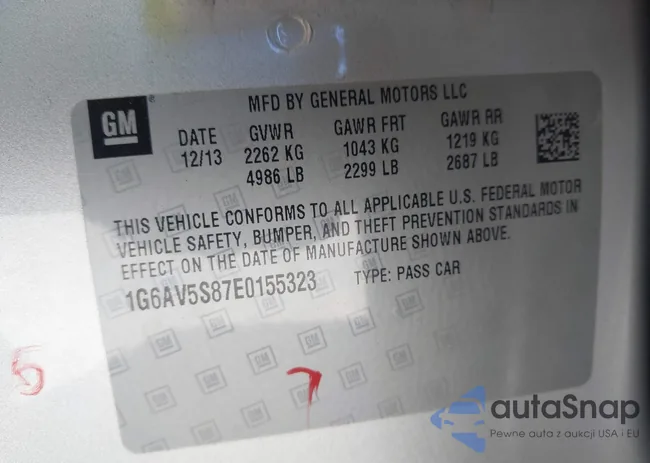 GM
MFD BY GENERAL MOTORS LLC
DATE GVWR GAWR FRT GAWR RR
12/13 2262 KG 1043 KG 1219 KG
4986 LB 2299 LB 2687 LB
THIS VEHICLE CONFORMS TO ALL APPLICABLE U.S. FEDERAL MOTOR
VEHICLE SAFETY, BUMPER, AND THEFT PREVENTION STANDARDS IN
EFFECT ON THE DATE OF MANUFACTURE SHOWN ABOVE.
1G6AV5S87E0155323 TYPE: PASS CAR
5
7
autaSnap
Pewne auta z aukcji USA i EU